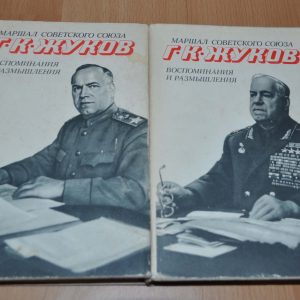 МАРШАЛ СОВЕТСКОГО СОЮЗА
Г·К·ЖУКОВ
ВОСПОМИНАНИЯ
И РАЗМЫШЛЕНИЯ
МАРШАЛ СОВЕТСКОГО СОЮЗА
Г·К·ЖУКОВ
ВОСПОМИНАНИЯ
И РАЗМЫШЛЕНИЯ